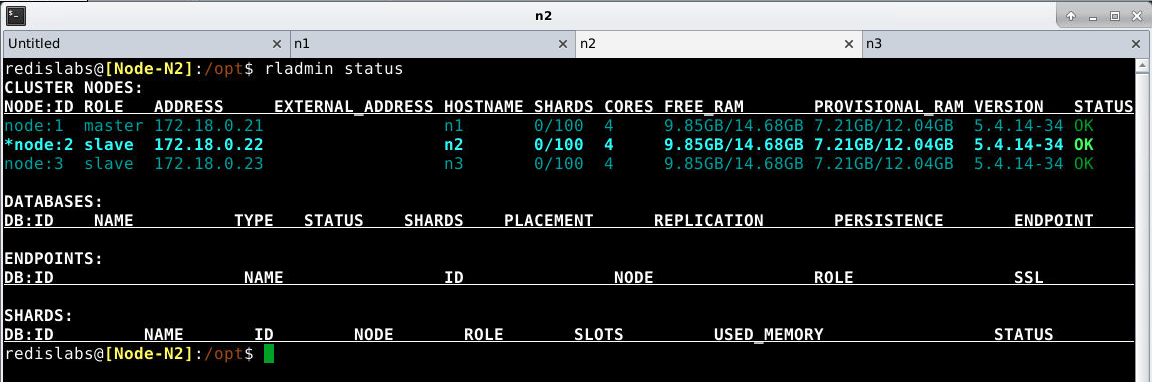 n2
Untitled n1 n2 n3
redislabs@[Node-N2]:/opt$ rladmin status
CLUSTER NODES:
NODE:ID ROLE ADDRESS EXTERNAL_ADDRESS HOSTNAME SHARDS CORES FREE_RAM PROVISIONAL_RAM VERSION STATUS
node:1 master 172.18.0.21 n1 0/100 4 9.85GB/14.68GB 7.21GB/12.04GB 5.4.14-34 OK
*node:2 slave 172.18.0.22 n2 0/100 4 9.85GB/14.68GB 7.21GB/12.04GB 5.4.14-34 OK
node:3 slave 172.18.0.23 n3 0/100 4 9.85GB/14.68GB 7.21GB/12.04GB 5.4.14-34 OK
DATABASES:
DB:ID NAME TYPE STATUS SHARDS PLACEMENT REPLICATION PERSISTENCE ENDPOINT
ENDPOINTS:
DB:ID NAME ID NODE ROLE SSL
SHARDS:
DB:ID NAME ID NODE ROLE SLOTS USED_MEMORY STATUS
redislabs@[Node-N2]:/opt$